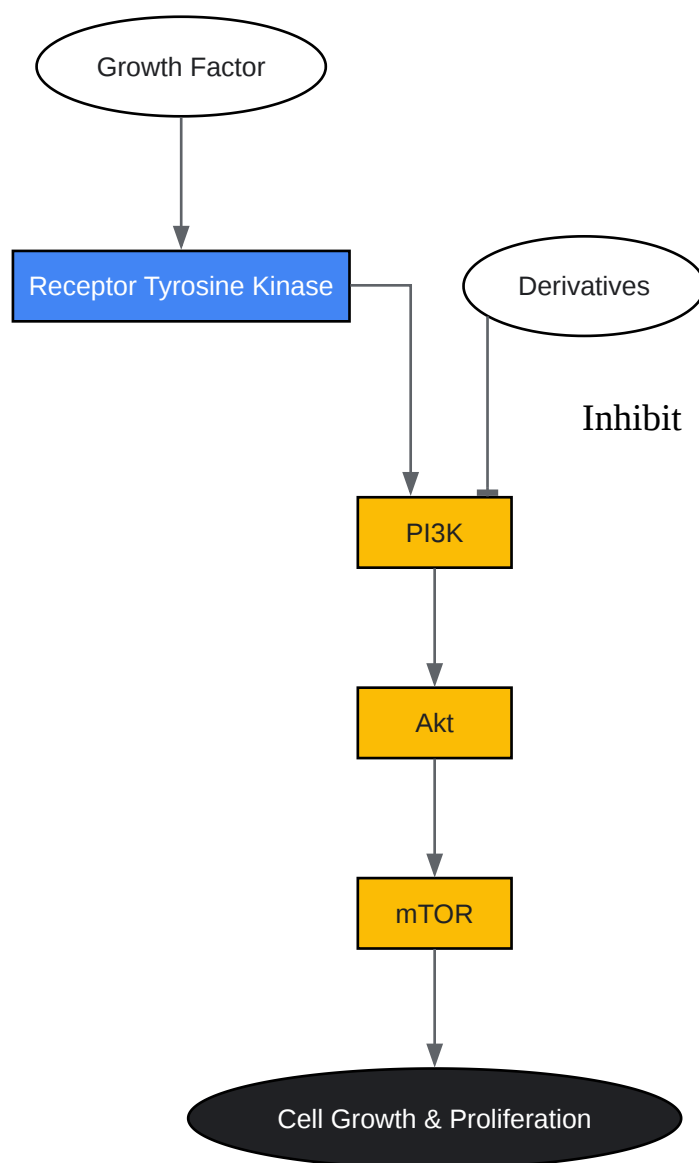 Growth Factor
Receptor Tyrosine Kinase
Derivatives
Inhibit
PI3K
Akt
mTOR
Cell Growth & Proliferation